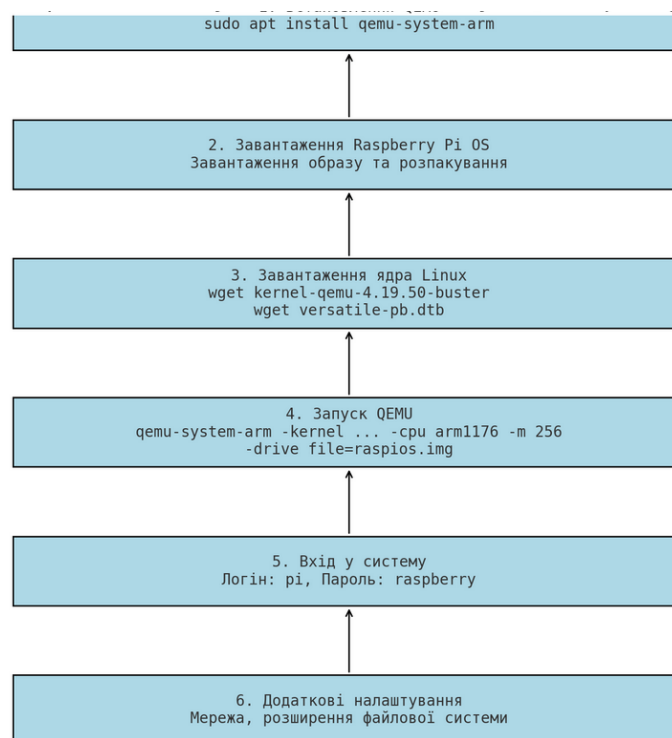 sudo apt install qemu-system-arm
2. Завантаження Raspberry Pi OS
Завантаження образу та розпакування
3. Завантаження ядра Linux
wget kernel-qemu-4.19.50-buster
wget versatile-pb.dtb
4. Запуск QEMU
qemu-system-arm -kernel ... -cpu arm1176 -m 256
-drive file=raspios.img
5. Вхід у систему
Логін: pi, Пароль: raspberry
6. Додаткові налаштування
Мережа, розширення файлової системи